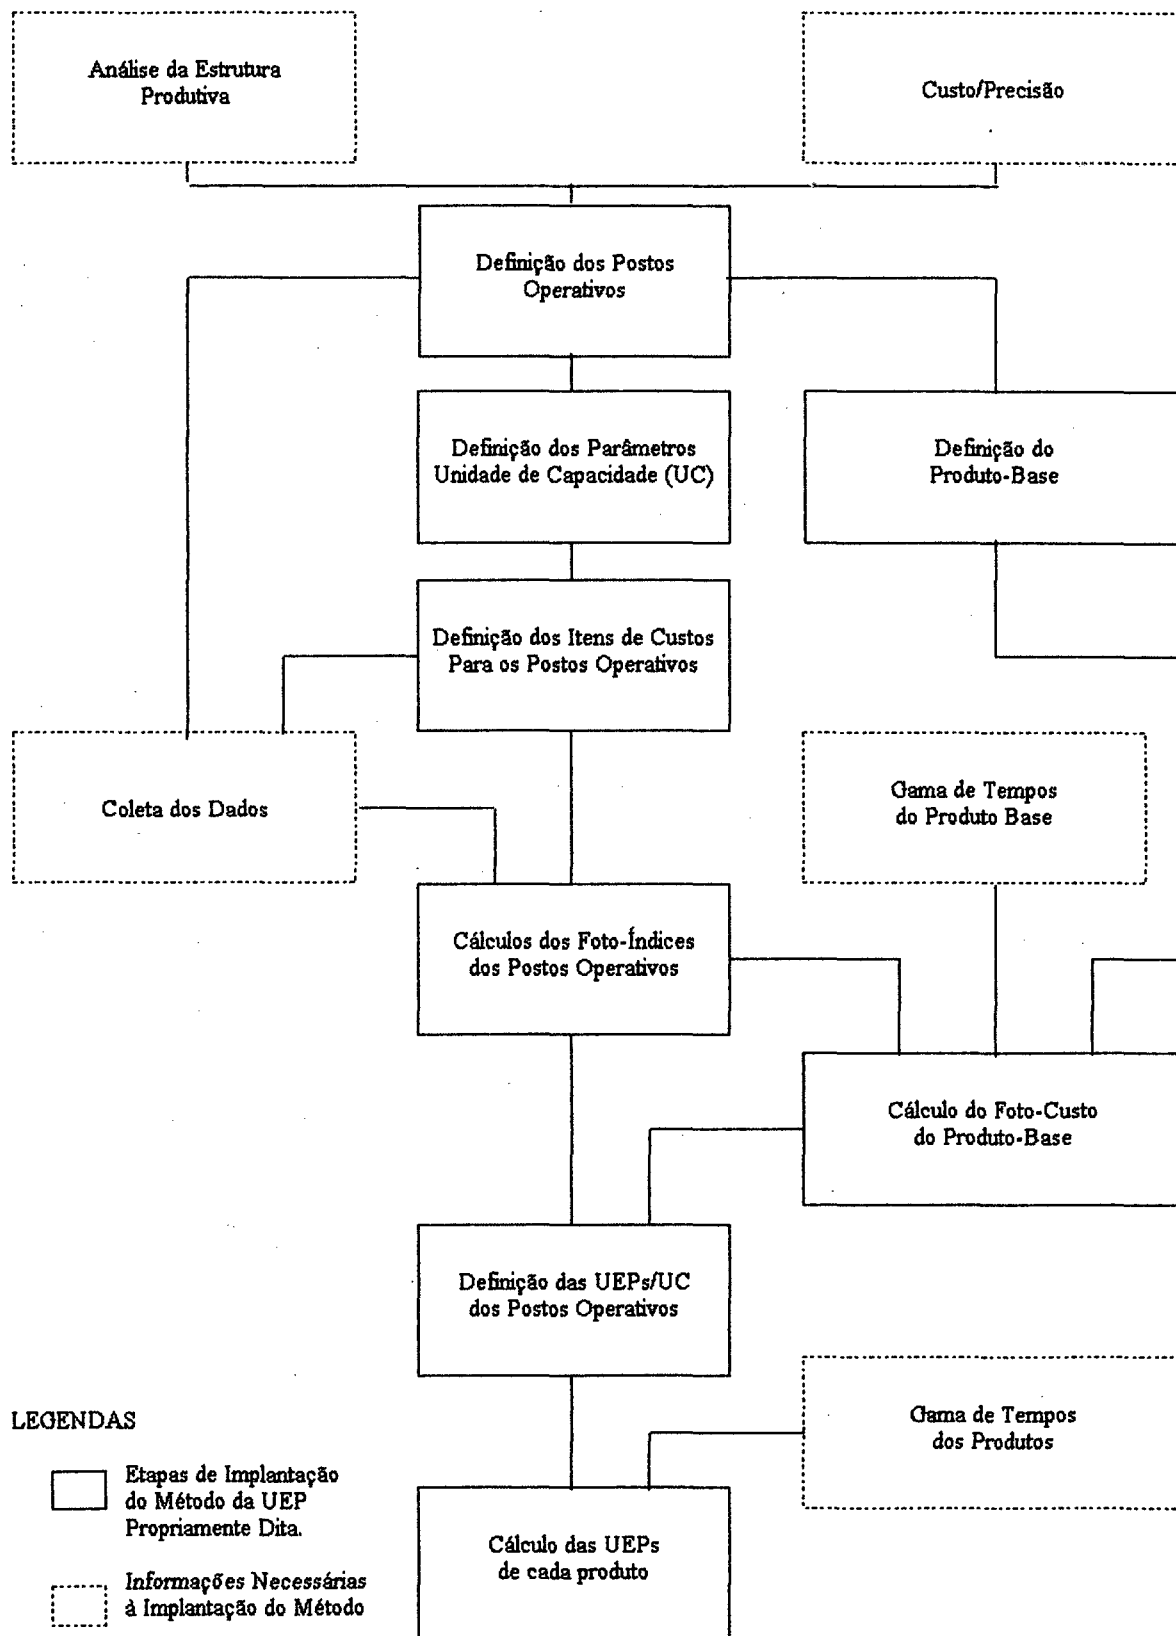 Análise da Estrutura
Produtiva
Custo/Precisão
Definição dos Postos
Operativos
Definição dos Parâmetros
Unidade de Capacidade (UC)
Definição do
Produto-Base
Definição dos Itens de Custos
Para os Postos Operativos
Coleta dos Dados
Gama de Tempos
do Produto Base
Cálculos dos Foto-Índices
dos Postos Operativos
Cálculo do Foto-Custo
do Produto-Base
Definição das UEPs/UC
dos Postos Operativos
Gama de Tempos
dos Produtos
Cálculo das UEPs
de cada produto
LEGENDAS
Etapas de Implantação
do Método da UEP
Propriamente Dita.
Informações Necessárias
à Implantação do Método